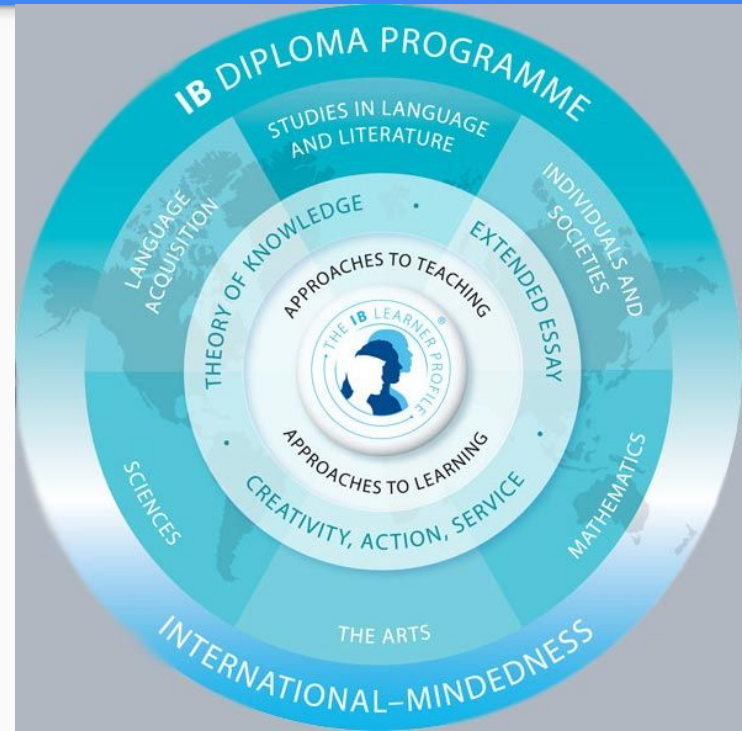 IB DIPLOMA PROGRAMME
STUDIES IN LANGUAGE
AND LITERATURE
LANGUAGE
ACQUISITION
INDIVIDUALS AND
SOCIETIES
THEORY OF KNOWLEDGE
EXTENDED ESSAY
APPROACHES TO TEACHING
• THE IB LEARNER PROFILE • ®
APPROACHES TO LEARNING
CREATIVITY, ACTION, SERVICE
SCIENCES
MATHEMATICS
THE ARTS
INTERNATIONAL–MINDEDNESS